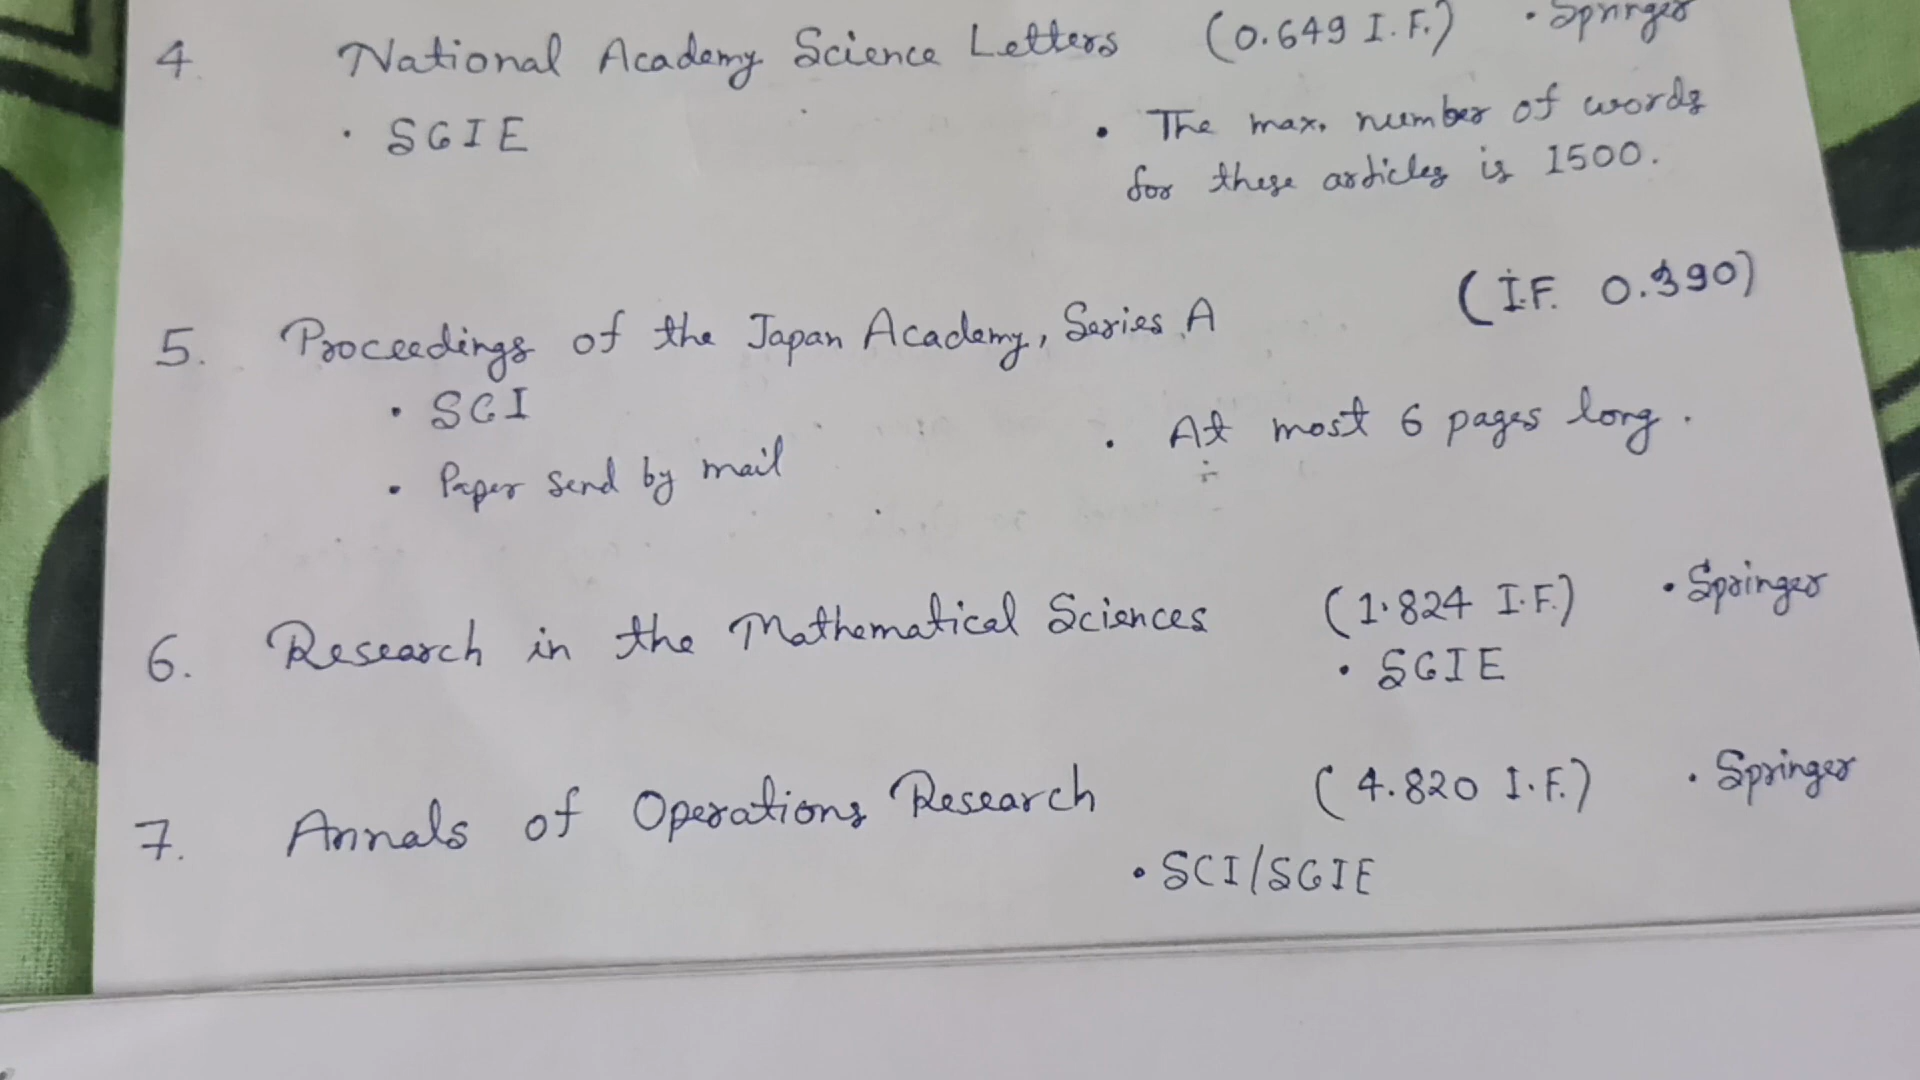 4. National Academy Science Letters (0.649 I.F.) • Springer
• SCIE • The max. number of words
for these articles is 1500.
5. Proceedings of the Japan Academy, Series A (I.F. 0.390)
• SCI • At most 6 pages long.
• Paper send by mail
6. Research in the Mathematical Sciences (1.824 I.F.) • Springer
• SCIE
7. Annals of Operations Research (4.820 I.F.) • Springer
• SCI/SCIE